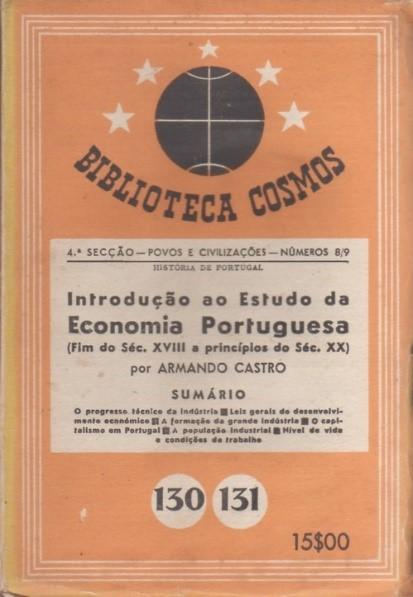 BIBLIOTECA COSMOS
4.ª SECÇÃO — POVOS E CIVILIZAÇÕES — NÚMEROS 8/9
HISTÓRIA DE PORTUGAL
Introdução ao Estudo da
Economia Portuguesa
(Fim do Séc. XVIII a princípios do Séc. XX)
por ARMANDO CASTRO
SUMÁRIO
O progresso técnico da indústria ■ Leis gerais do desenvolvi-
mento económico ■ A formação da grande indústria ■ O capi-
talismo em Portugal ■ A população industrial ■ Nível de vida
e condições de trabalho
130 131
15$00